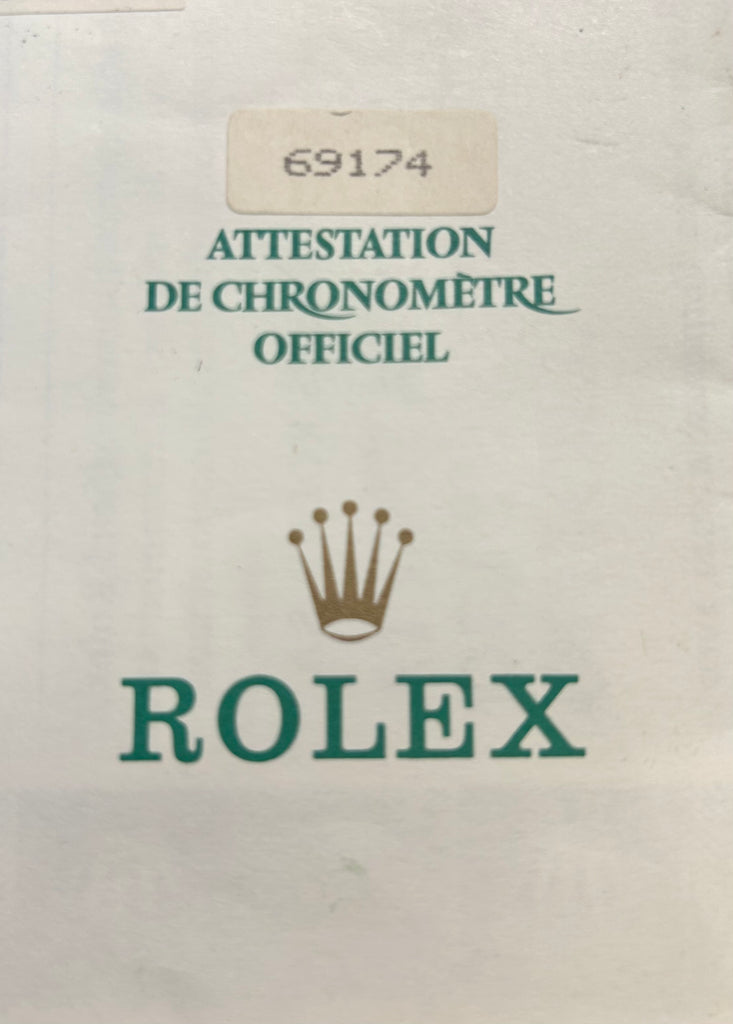 69174
ATTESTATION
DE CHRONOMÈTRE
OFFICIEL
ROLEX